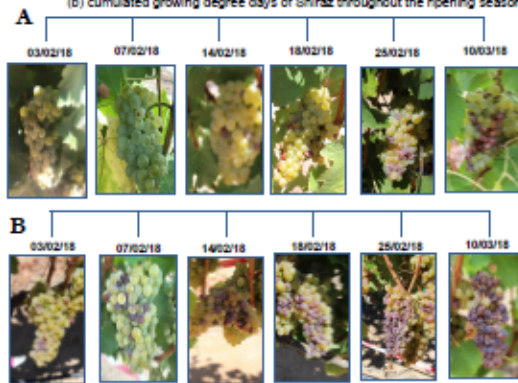 (b) cumulated growing degree days of Shiraz throughout the ripening season
A
03/02/18 07/02/18 14/02/18 18/02/18 25/02/18 10/03/18
B
03/02/18 07/02/18 14/02/18 18/02/18 25/02/18 10/03/18